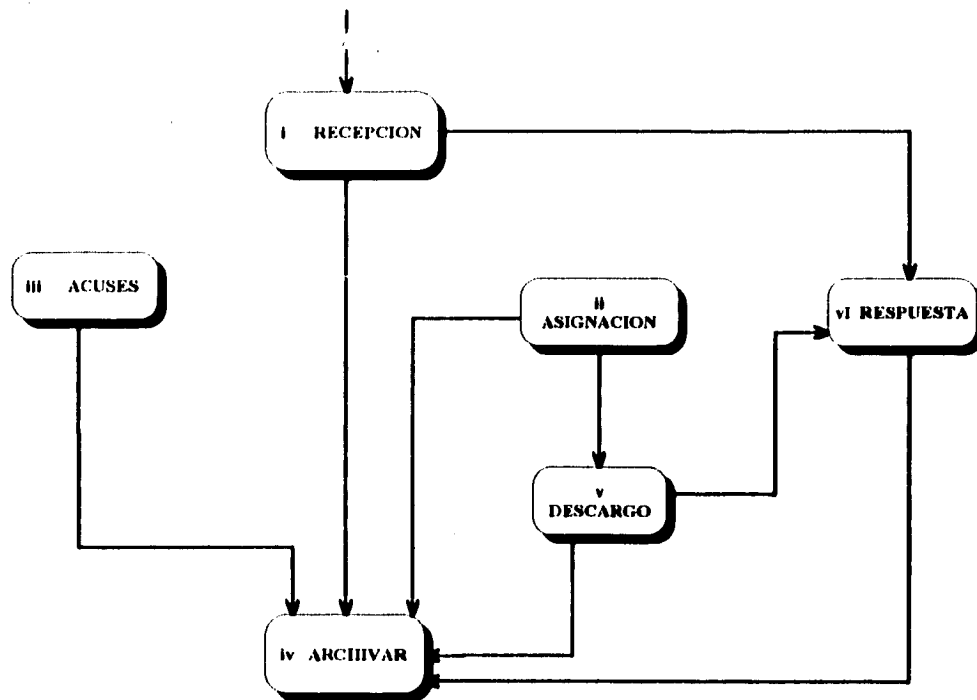 i RECEPCION
iii ACUSES
ii
ASIGNACION
vi RESPUESTA
v
DESCARGO
iv ARCHIVAR